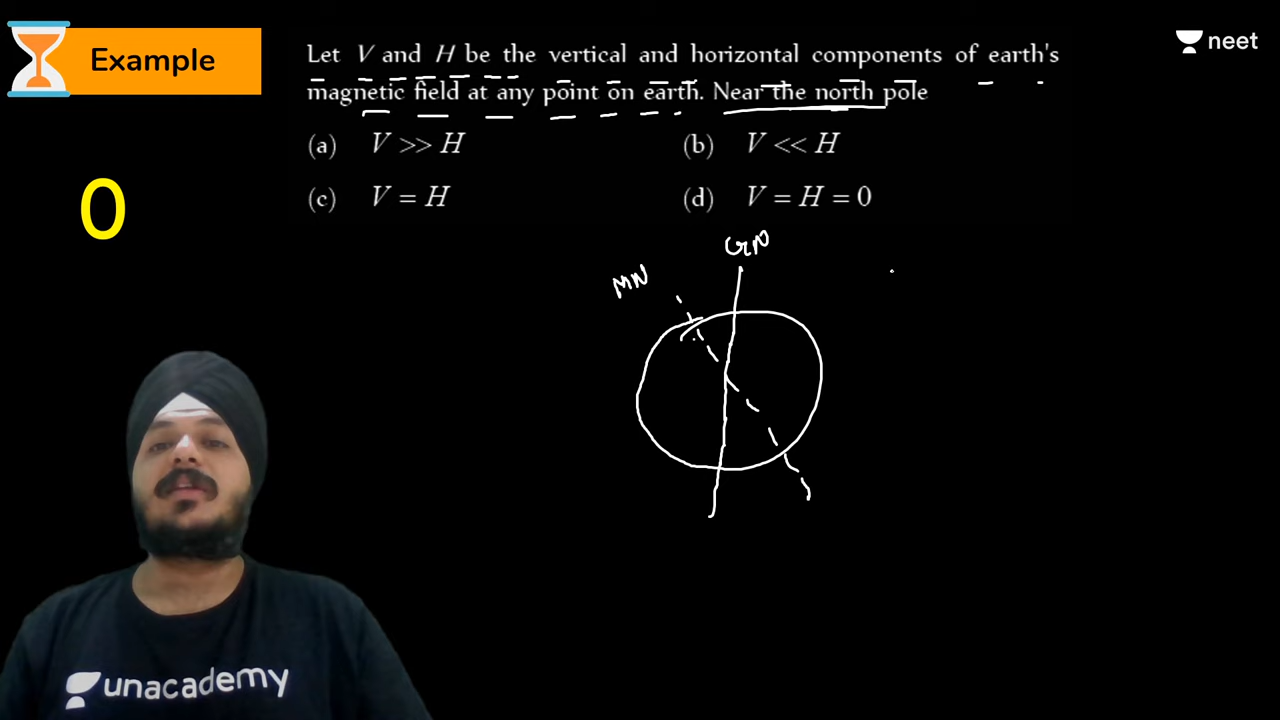 Example
Let V and H be the vertical and horizontal components of earth's
magnetic field at any point on earth. Near the north pole
(a) V >> H (b) V << H
(c) V = H (d) V = H = 0
neet
0
GN
MN
unacademy